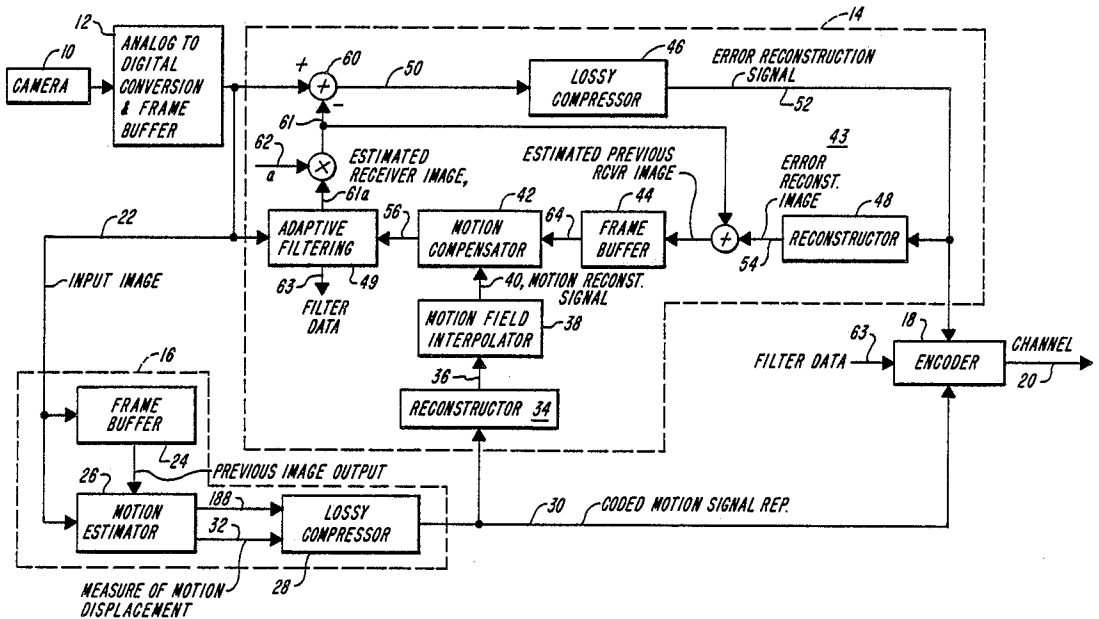 12
ANALOG TO
DIGITAL
CONVERSION
& FRAME
BUFFER
10
CAMERA
14
+
60
+
−
50
46
LOSSY
COMPRESSOR
ERROR RECONSTRUCTION
SIGNAL
52
61
62
a
×
ESTIMATED
RECEIVER IMAGE,
61a
ESTIMATED PREVIOUS
RCVR IMAGE
43
ERROR
RECONST.
IMAGE
22
ADAPTIVE
FILTERING
49
56
42
MOTION
COMPENSATOR
64
44
FRAME
BUFFER
+
54
48
RECONSTRUCTOR
63
FILTER
DATA
40, MOTION RECONST.
SIGNAL
INPUT IMAGE
MOTION FIELD
INTERPOLATOR
38
36
RECONSTRUCTOR 34
FILTER DATA
63
18
ENCODER
CHANNEL
20
16
FRAME
BUFFER
24
PREVIOUS IMAGE OUTPUT
26
MOTION
ESTIMATOR
188
32
LOSSY
COMPRESSOR
28
30
CODED MOTION SIGNAL REP.
MEASURE OF MOTION
DISPLACEMENT